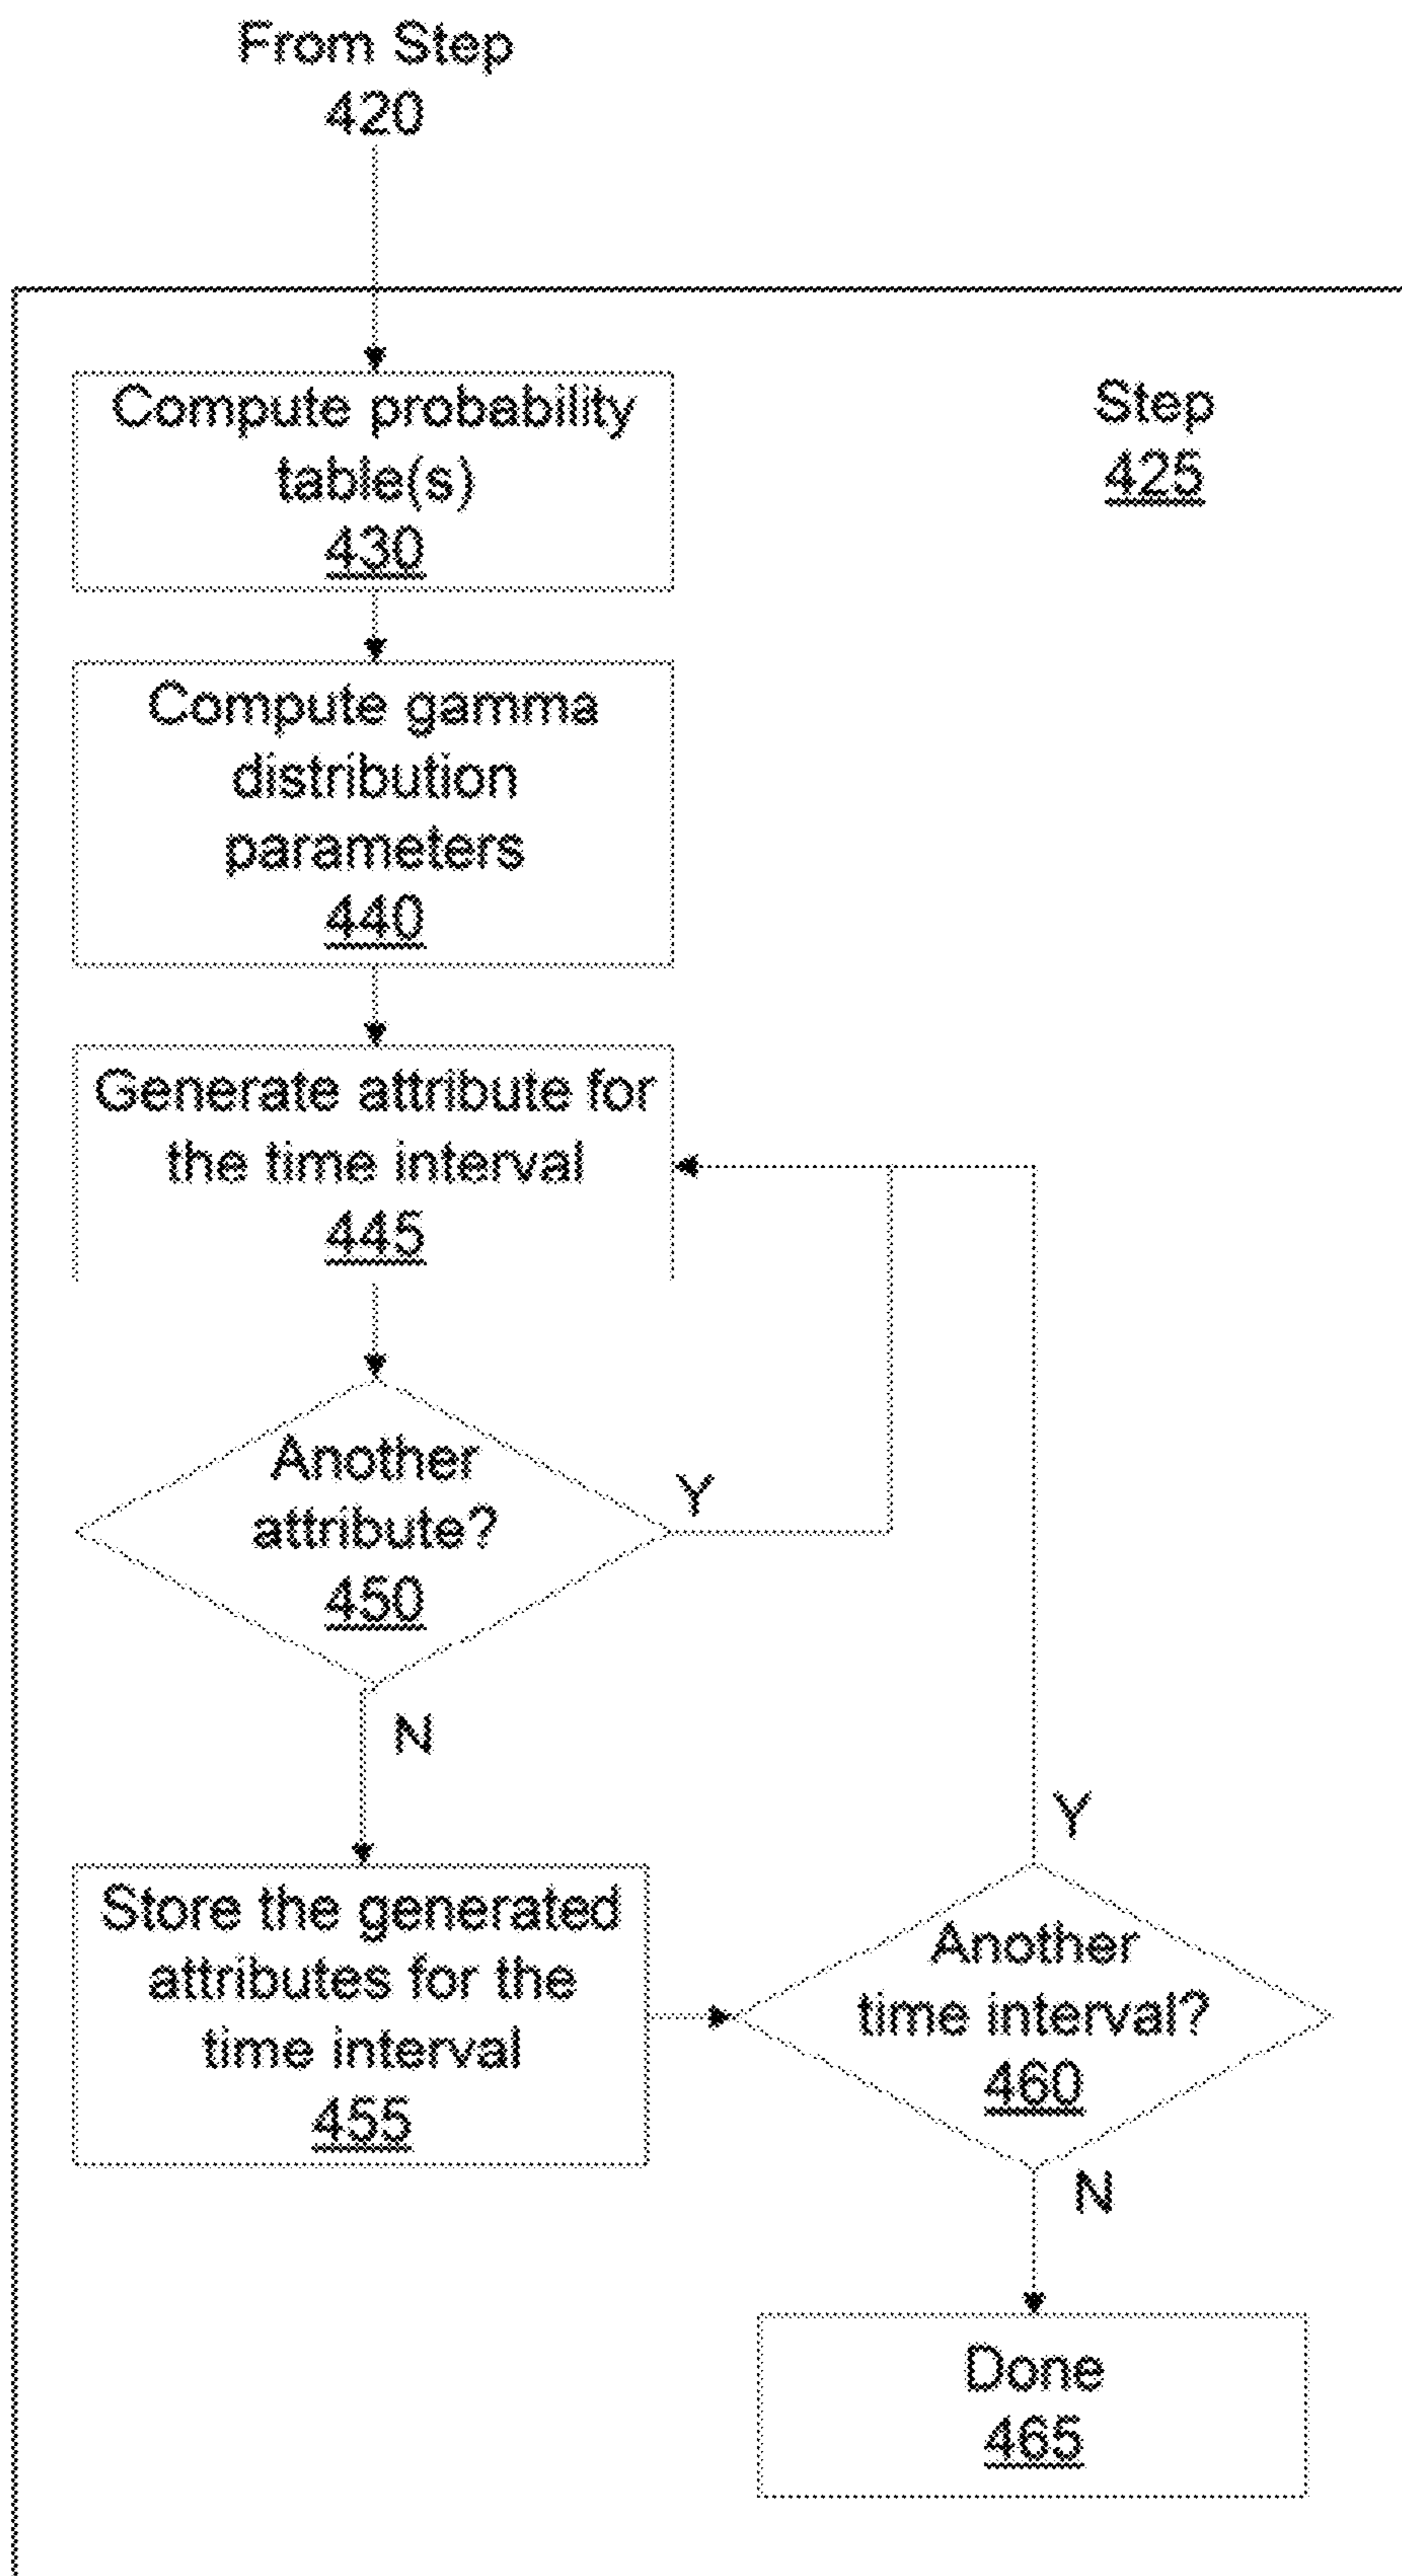 From Step
420
Compute probability
table(s)
430
Step
425
Compute gamma
distribution
parameters
440
Generate attribute for
the time interval
445
Another
attribute?
450
Y
N
Store the generated
attributes for the
time interval
455
Y
Another
time interval?
460
N
Done
465